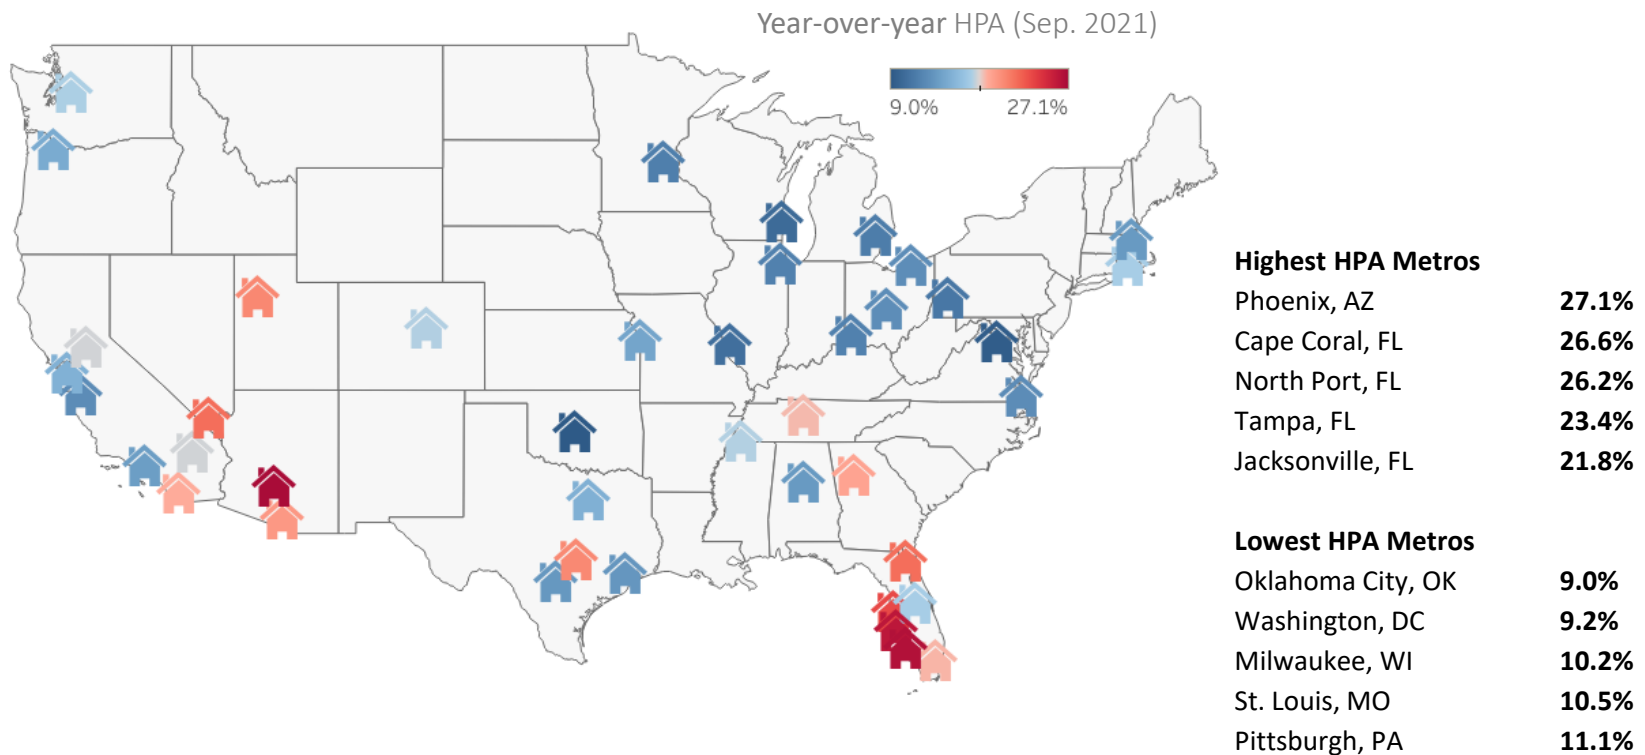 Year-over-year HPA (Sep. 2021)
9.0% 27.1%
Highest HPA Metros
Phoenix, AZ 27.1%
Cape Coral, FL 26.6%
North Port, FL 26.2%
Tampa, FL 23.4%
Jacksonville, FL 21.8%
Lowest HPA Metros
Oklahoma City, OK 9.0%
Washington, DC 9.2%
Milwaukee, WI 10.2%
St. Louis, MO 10.5%
Pittsburgh, PA 11.1%